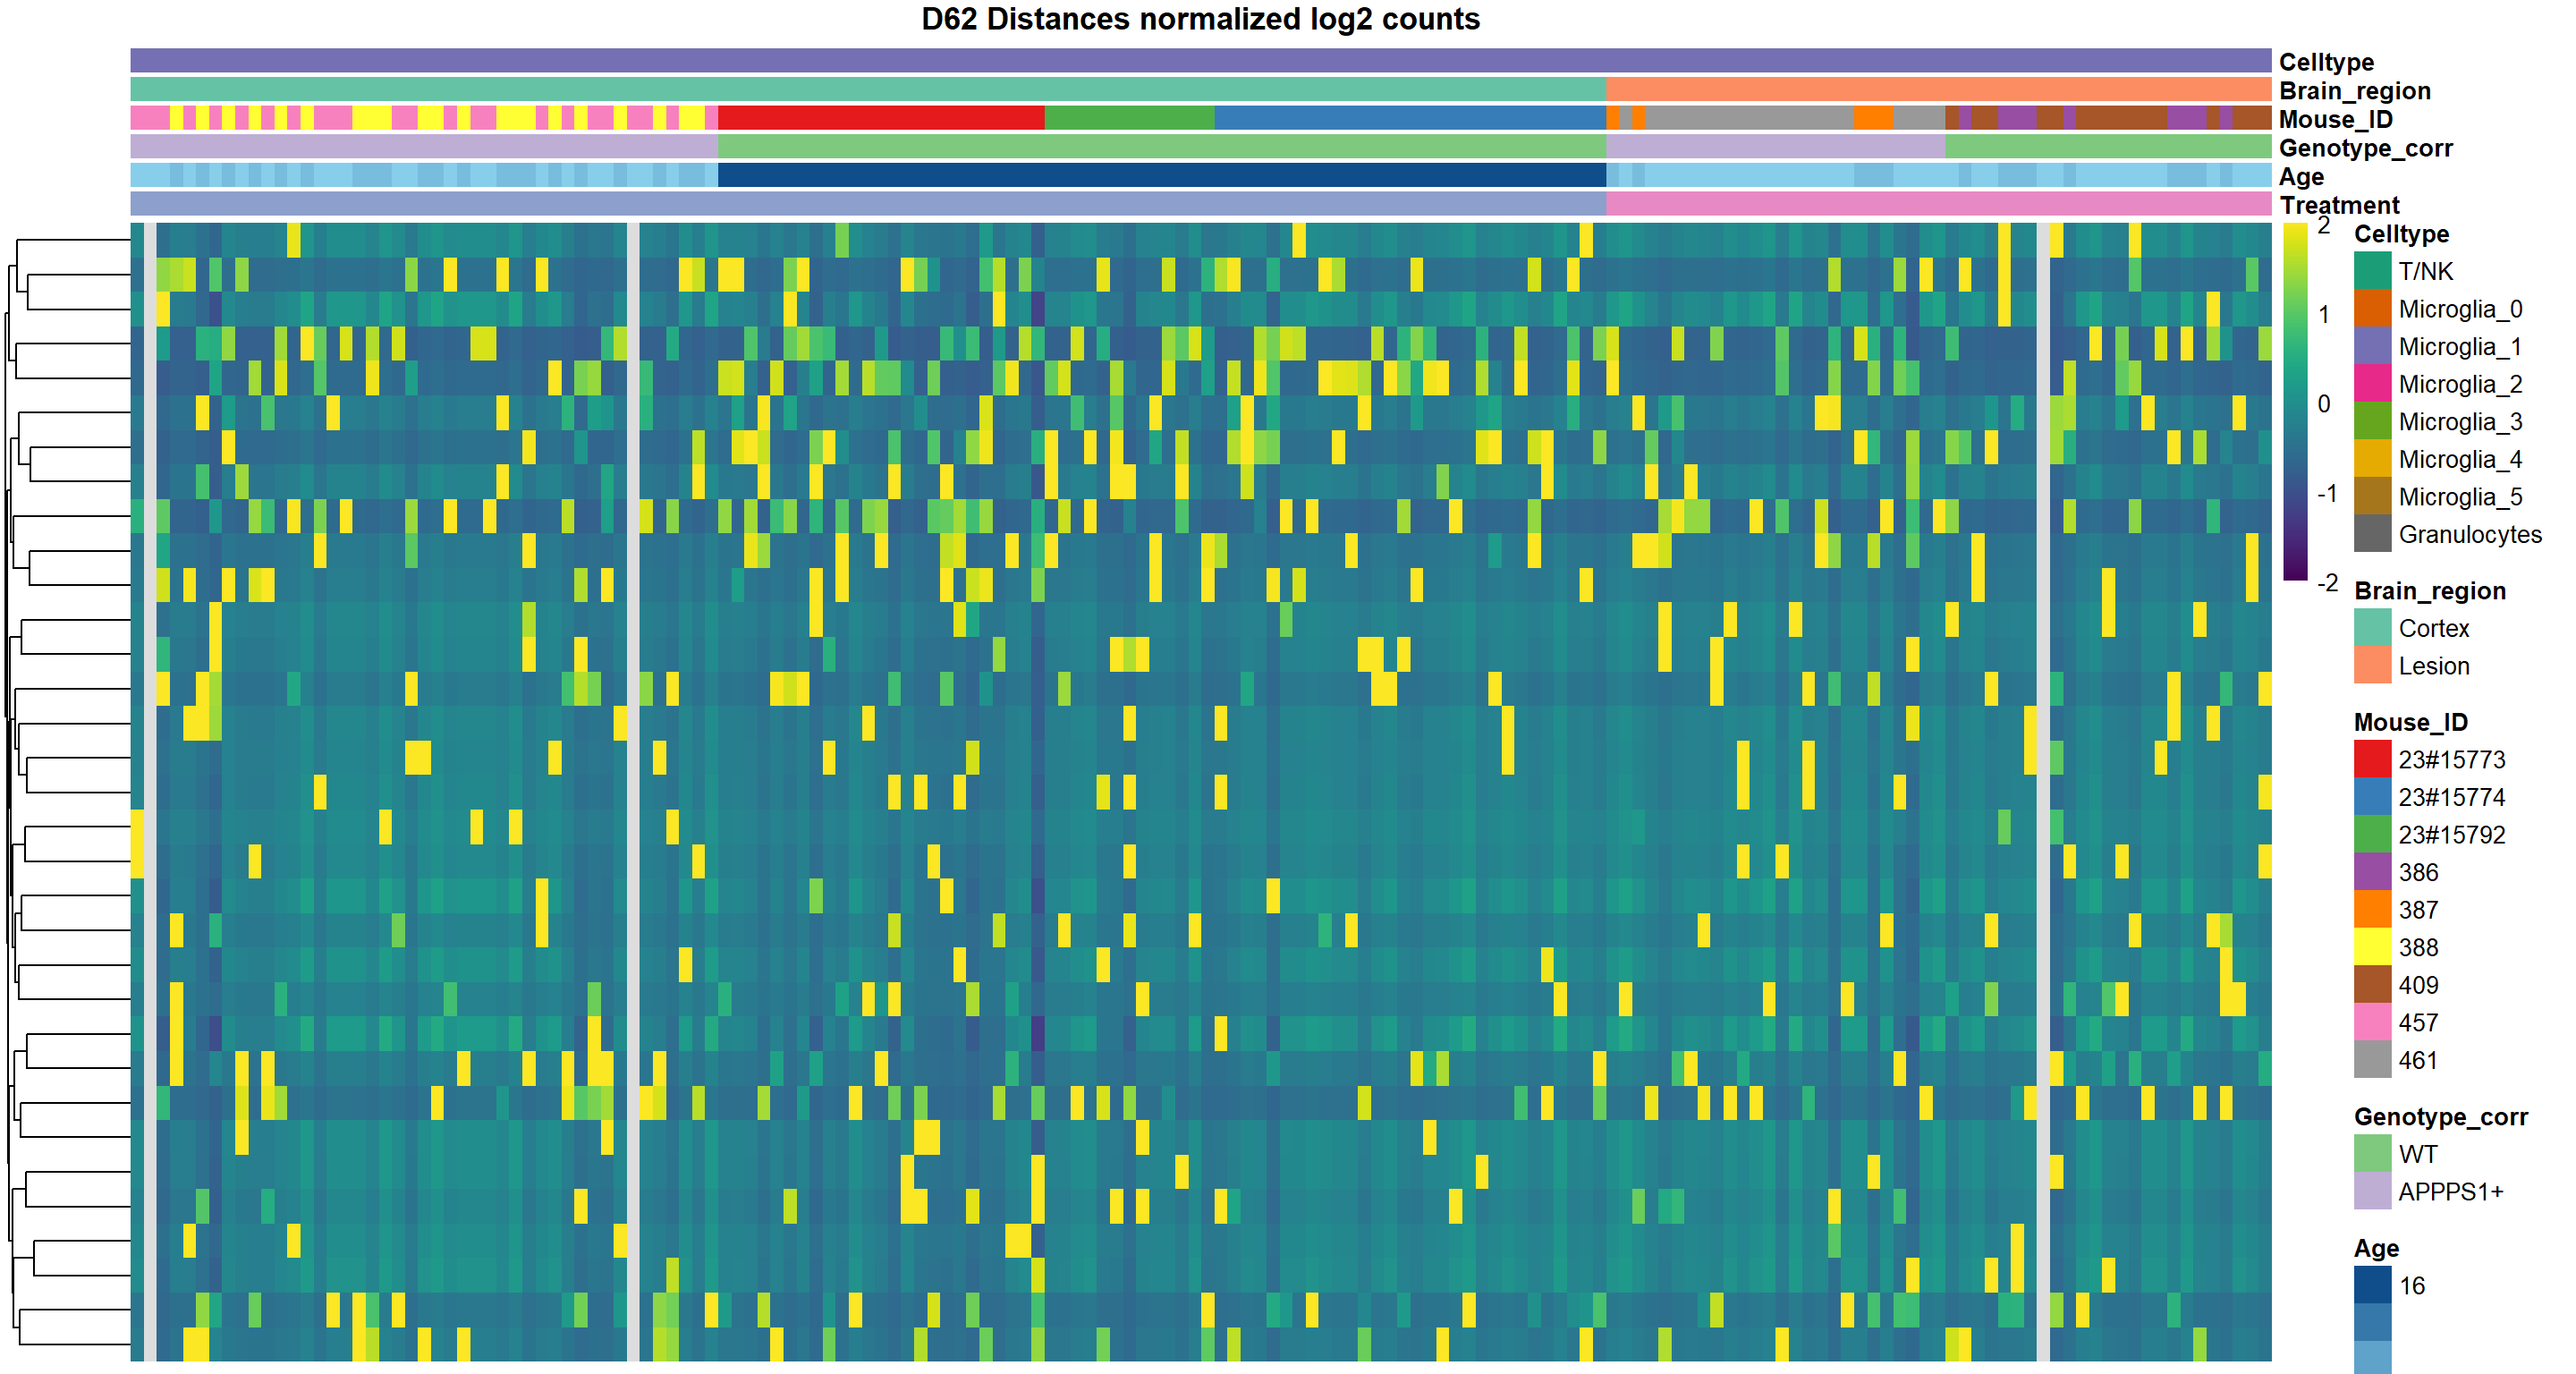 D62 Distances normalized log2 counts
Celltype
Brain_region
Mouse_ID
Genotype_corr
Age
Treatment
2
1
0
-1
-2
Celltype
T/NK
Microglia_0
Microglia_1
Microglia_2
Microglia_3
Microglia_4
Microglia_5
Granulocytes
Brain_region
Cortex
Lesion
Mouse_ID
23#15773
23#15774
23#15792
386
387
388
409
457
461
Genotype_corr
WT
APPPS1+
Age
16